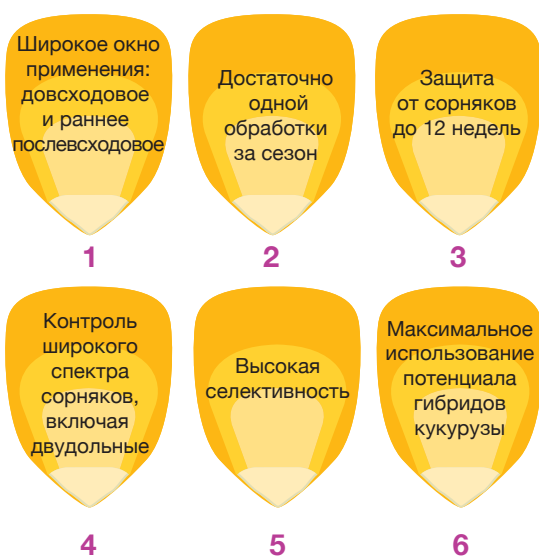 Широкое окно
применения:
довсходовое
и раннее
послевсходовое
1
Достаточно
одной
обработки
за сезон
2
Защита
от сорняков
до 12 недель
3
Контроль
широкого
спектра
сорняков,
включая
двудольные
4
Высокая
селективность
5
Максимальное
использование
потенциала
гибридов
кукурузы
6